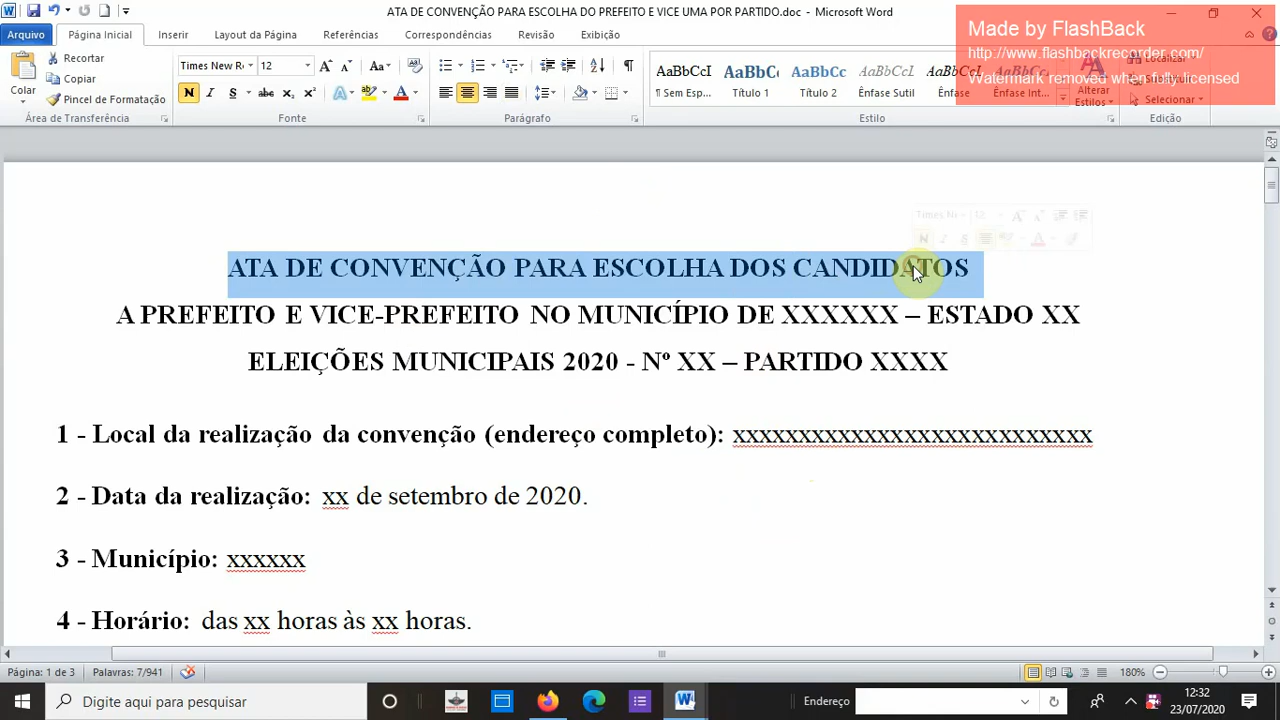 ATA DE CONVENÇÃO PARA ESCOLHA DO PREFEITO E VICE UMA POR PARTIDO.doc - Microsoft Word
Made by FlashBack
http://www.flashbackrecorder.com/
Watermark removed when fully licensed
Arquivo Página Inicial Inserir Layout da Página Referências Correspondências Revisão Exibição
Colar
Recortar
Copiar
Pincel de Formatação
Área de Transferência
Times New Ro 12
N I S abc x₂ x²
Fonte
Parágrafo
AaBbCcI AaBbCc AaBbCc AaBbCcI AaBbCcI AaBbCcI
¶ Sem Esp... Título 1 Título 2 Ênfase Sutil Ênfase Ênfase Int...
Alterar Estilos
Estilo
Localizar
Selecionar
Edição
ATA DE CONVENÇÃO PARA ESCOLHA DOS CANDIDATOS
A PREFEITO E VICE-PREFEITO NO MUNICÍPIO DE XXXXXX – ESTADO XX
ELEIÇÕES MUNICIPAIS 2020 - Nº XX – PARTIDO XXXX
1 - Local da realização da convenção (endereço completo): xxxxxxxxxxxxxxxxxxxxxxxxxxx
2 - Data da realização: xx de setembro de 2020.
3 - Município: xxxxxx
4 - Horário: das xx horas às xx horas.
Página: 1 de 3 Palavras: 7/941 180%
Digite aqui para pesquisar
Endereço
12:32
23/07/2020